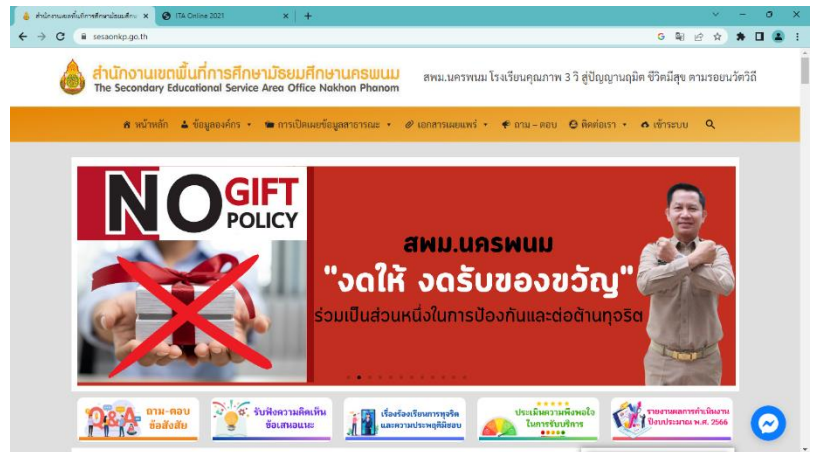 สำนักงานเขตพื้นที่การศึกษามัธยมศึกษ
ITA Online 2021
sesaonkp.go.th
สำนักงานเขตพื้นที่การศึกษามัธยมศึกษานครพนม
The Secondary Educational Service Area Office Nakhon Phanom
สพม.นครพนม โรงเรียนคุณภาพ 3 วิ สู่ปัญญานฤมิต ชีวิตมีสุข ตามรอยนวัตวิถี
หน้าหลัก ข้อมูลองค์กร การเปิดเผยข้อมูลสาธารณะ เอกสารเผยแพร่ ถาม – ตอบ ติดต่อเรา เข้าระบบ
NO GIFT POLICY
สพม.นครพนม
"งดให้ งดรับของขวัญ"
ร่วมเป็นส่วนหนึ่งในการป้องกันและต่อต้านทุจริต
Q&A ถาม-ตอบ
ข้อสงสัย
รับฟังความคิดเห็น
ข้อเสนอแนะ
เรื่องร้องเรียนการทุจริต
และความประพฤติมิชอบ
ประเมินความพึงพอใจ
ในการรับบริการ
รายงานผลการดำเนินงาน
ปีงบประมาณ พ.ศ. 2566